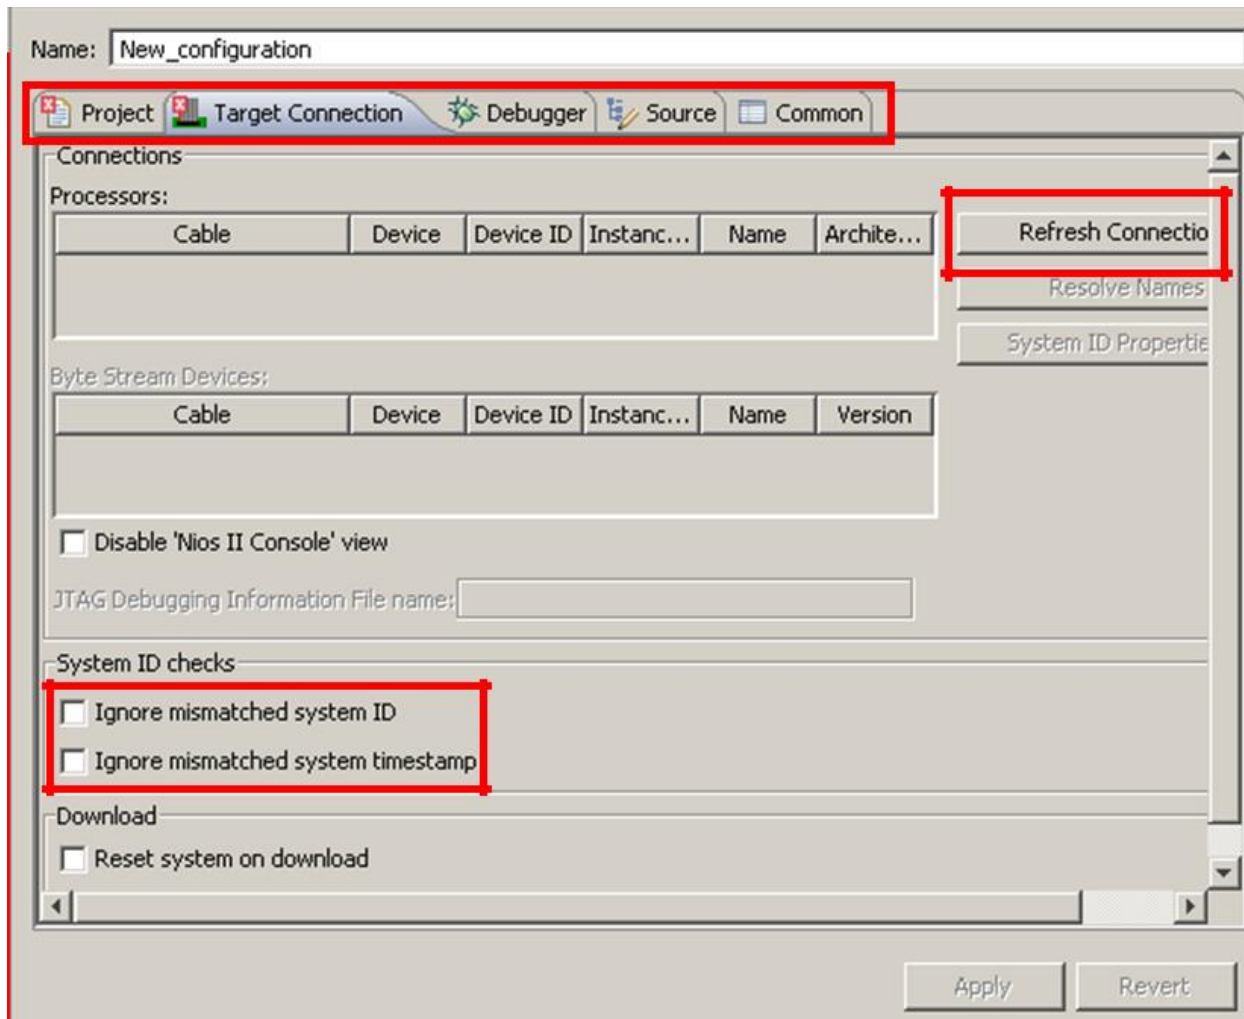 Name: New_configuration
Project Target Connection Debugger Source Common
Connections
Processors:
Cable Device Device ID Instanc... Name Archite...
Refresh Connectio
Resolve Names
System ID Propertie
Byte Stream Devices:
Cable Device Device ID Instanc... Name Version
Disable 'Nios II Console' view
JTAG Debugging Information File name:
System ID checks
Ignore mismatched system ID
Ignore mismatched system timestamp
Download
Reset system on download
Apply Revert